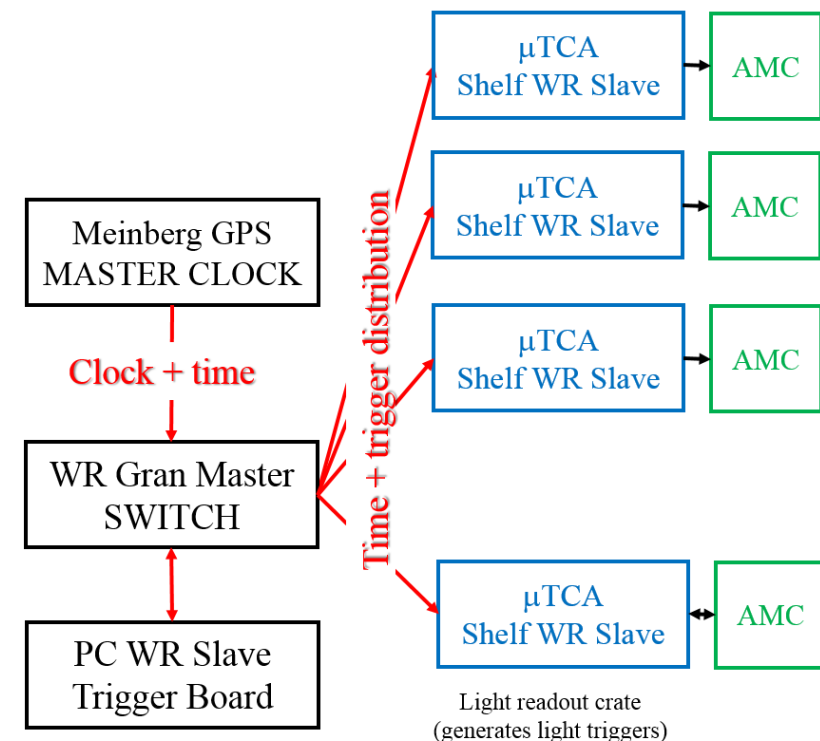 Meinberg GPS
MASTER CLOCK
Clock + time
WR Gran Master
SWITCH
PC WR Slave
Trigger Board
Time + trigger distribution
μTCA
Shelf WR Slave
AMC
μTCA
Shelf WR Slave
AMC
μTCA
Shelf WR Slave
AMC
μTCA
Shelf WR Slave
AMC
Light readout crate
(generates light triggers)